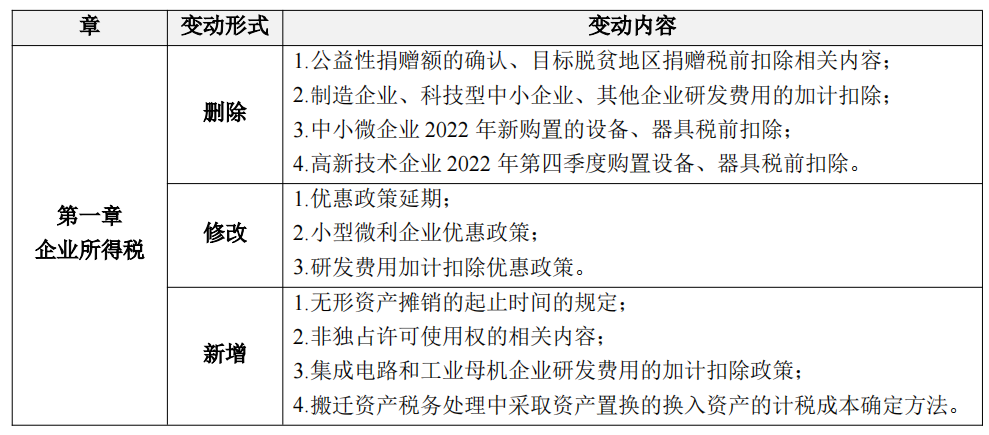 章 变动形式 变动内容
第一章
企业所得税
删除
1.公益性捐赠额的确认、目标脱贫地区捐赠税前扣除相关内容；
2.制造企业、科技型中小企业、其他企业研发费用的加计扣除；
3.中小微企业 2022 年新购置的设备、器具税前扣除；
4.高新技术企业 2022 年第四季度购置设备、器具税前扣除。
修改
1.优惠政策延期；
2.小型微利企业优惠政策；
3.研发费用加计扣除优惠政策。
新增
1.无形资产摊销的起止时间的规定；
2.非独占许可使用权的相关内容；
3.集成电路和工业母机企业研发费用的加计扣除政策；
4.搬迁资产税务处理中采取资产置换的换入资产的计税成本确定方法。